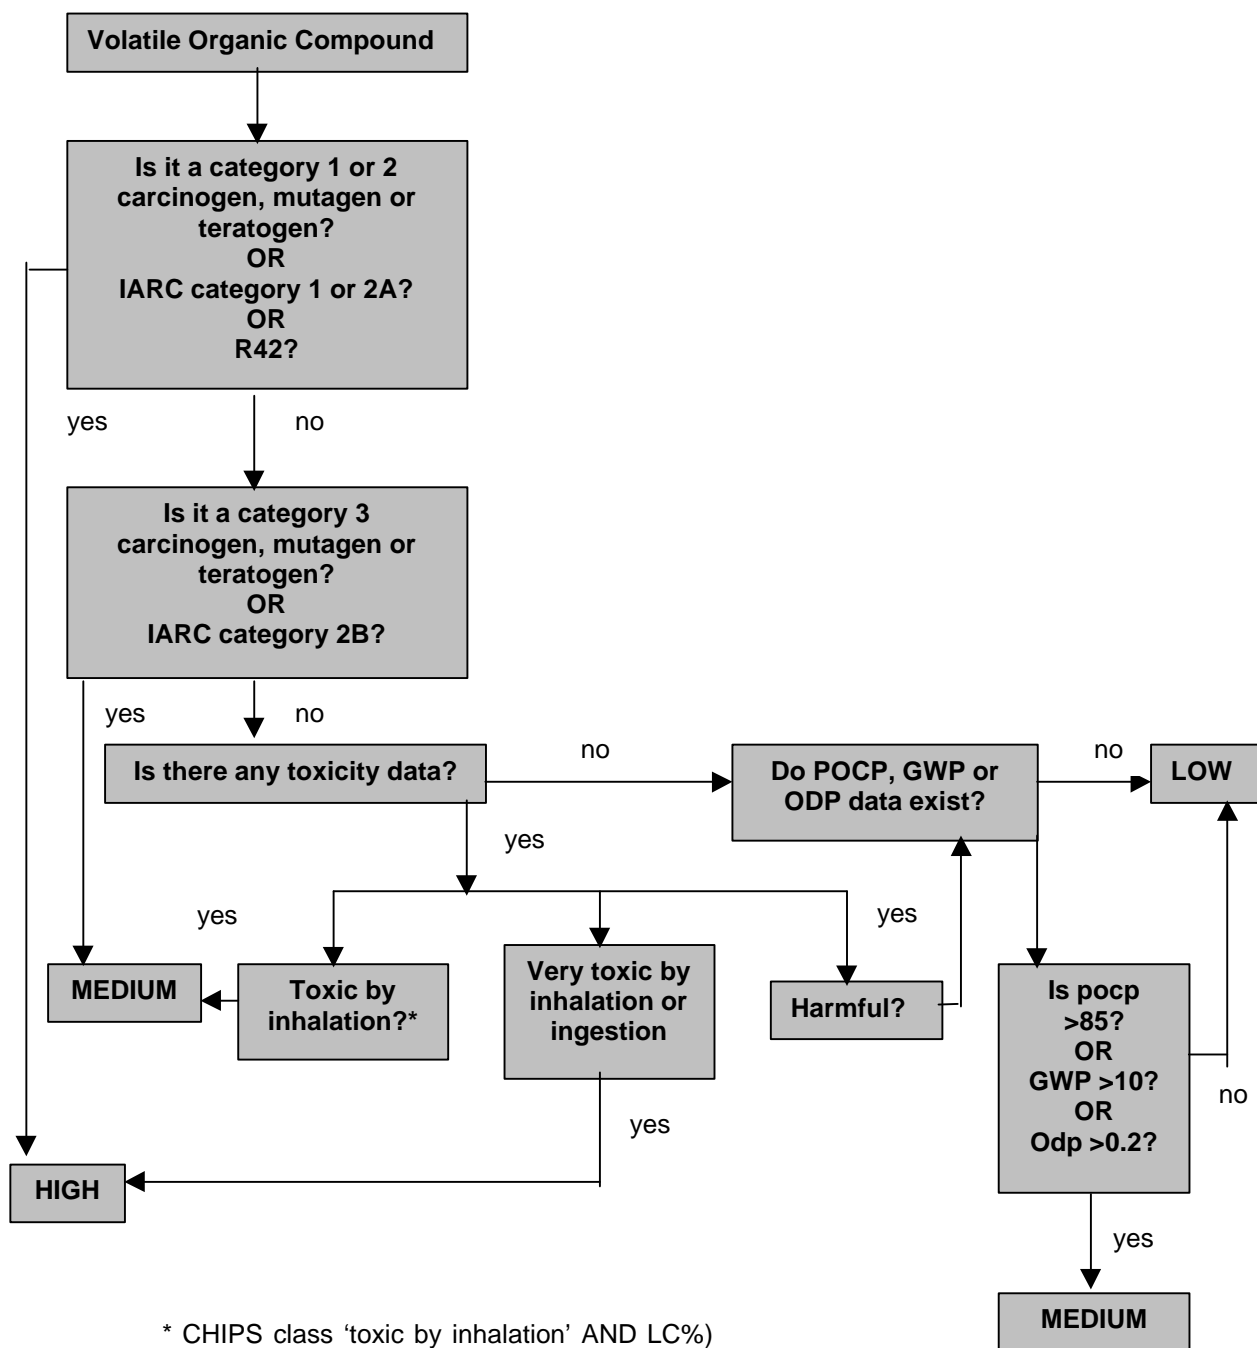 Volatile Organic Compound
Is it a category 1 or 2
carcinogen, mutagen or
teratogen?
OR
IARC category 1 or 2A?
OR
R42?
yes
no
Is it a category 3
carcinogen, mutagen or
teratogen?
OR
IARC category 2B?
yes
no
Is there any toxicity data?
no
Do POCP, GWP or
ODP data exist?
no
LOW
yes
yes
yes
MEDIUM
Toxic by
inhalation?*
Very toxic by
inhalation or
ingestion
Harmful?
Is pocp
>85?
OR
GWP >10?
OR
Odp >0.2?
no
yes
HIGH
yes
MEDIUM
* CHIPS class ‘toxic by inhalation’ AND LC%)